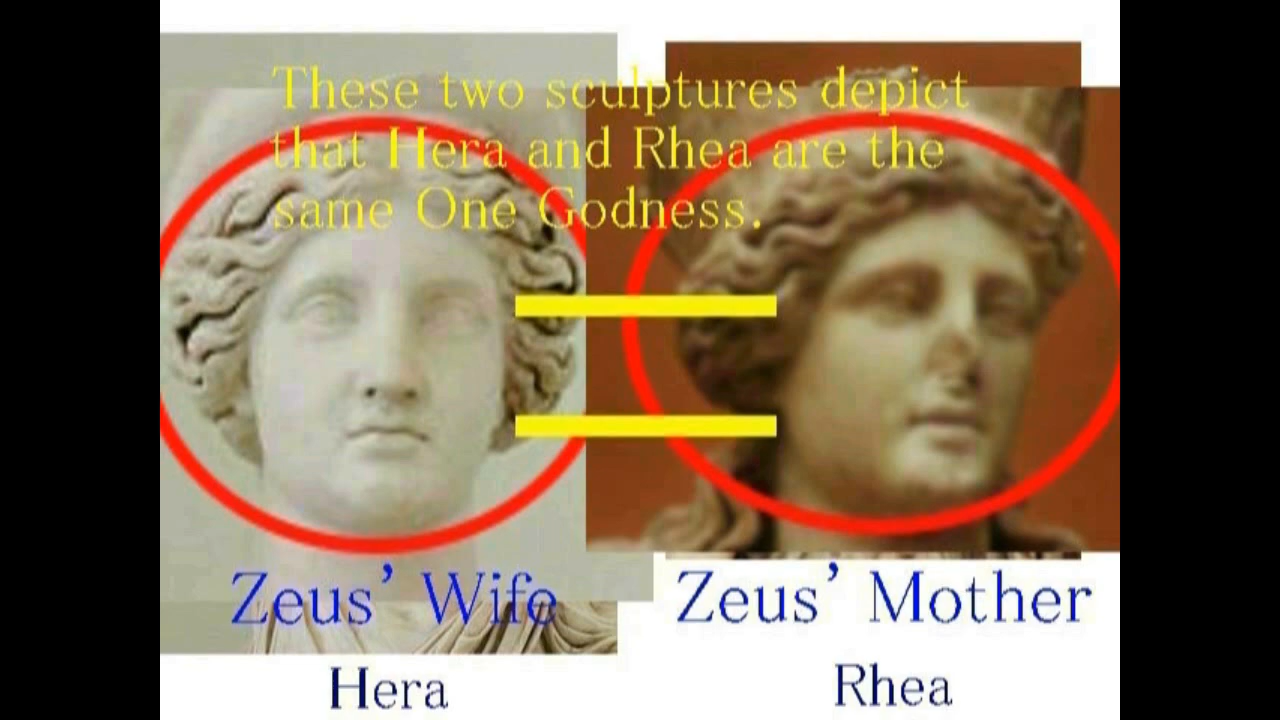 These two sculptures depict
that Hera and Rhea are the
same One Godness.
Zeus’ Wife
Zeus’ Mother
Hera
Rhea